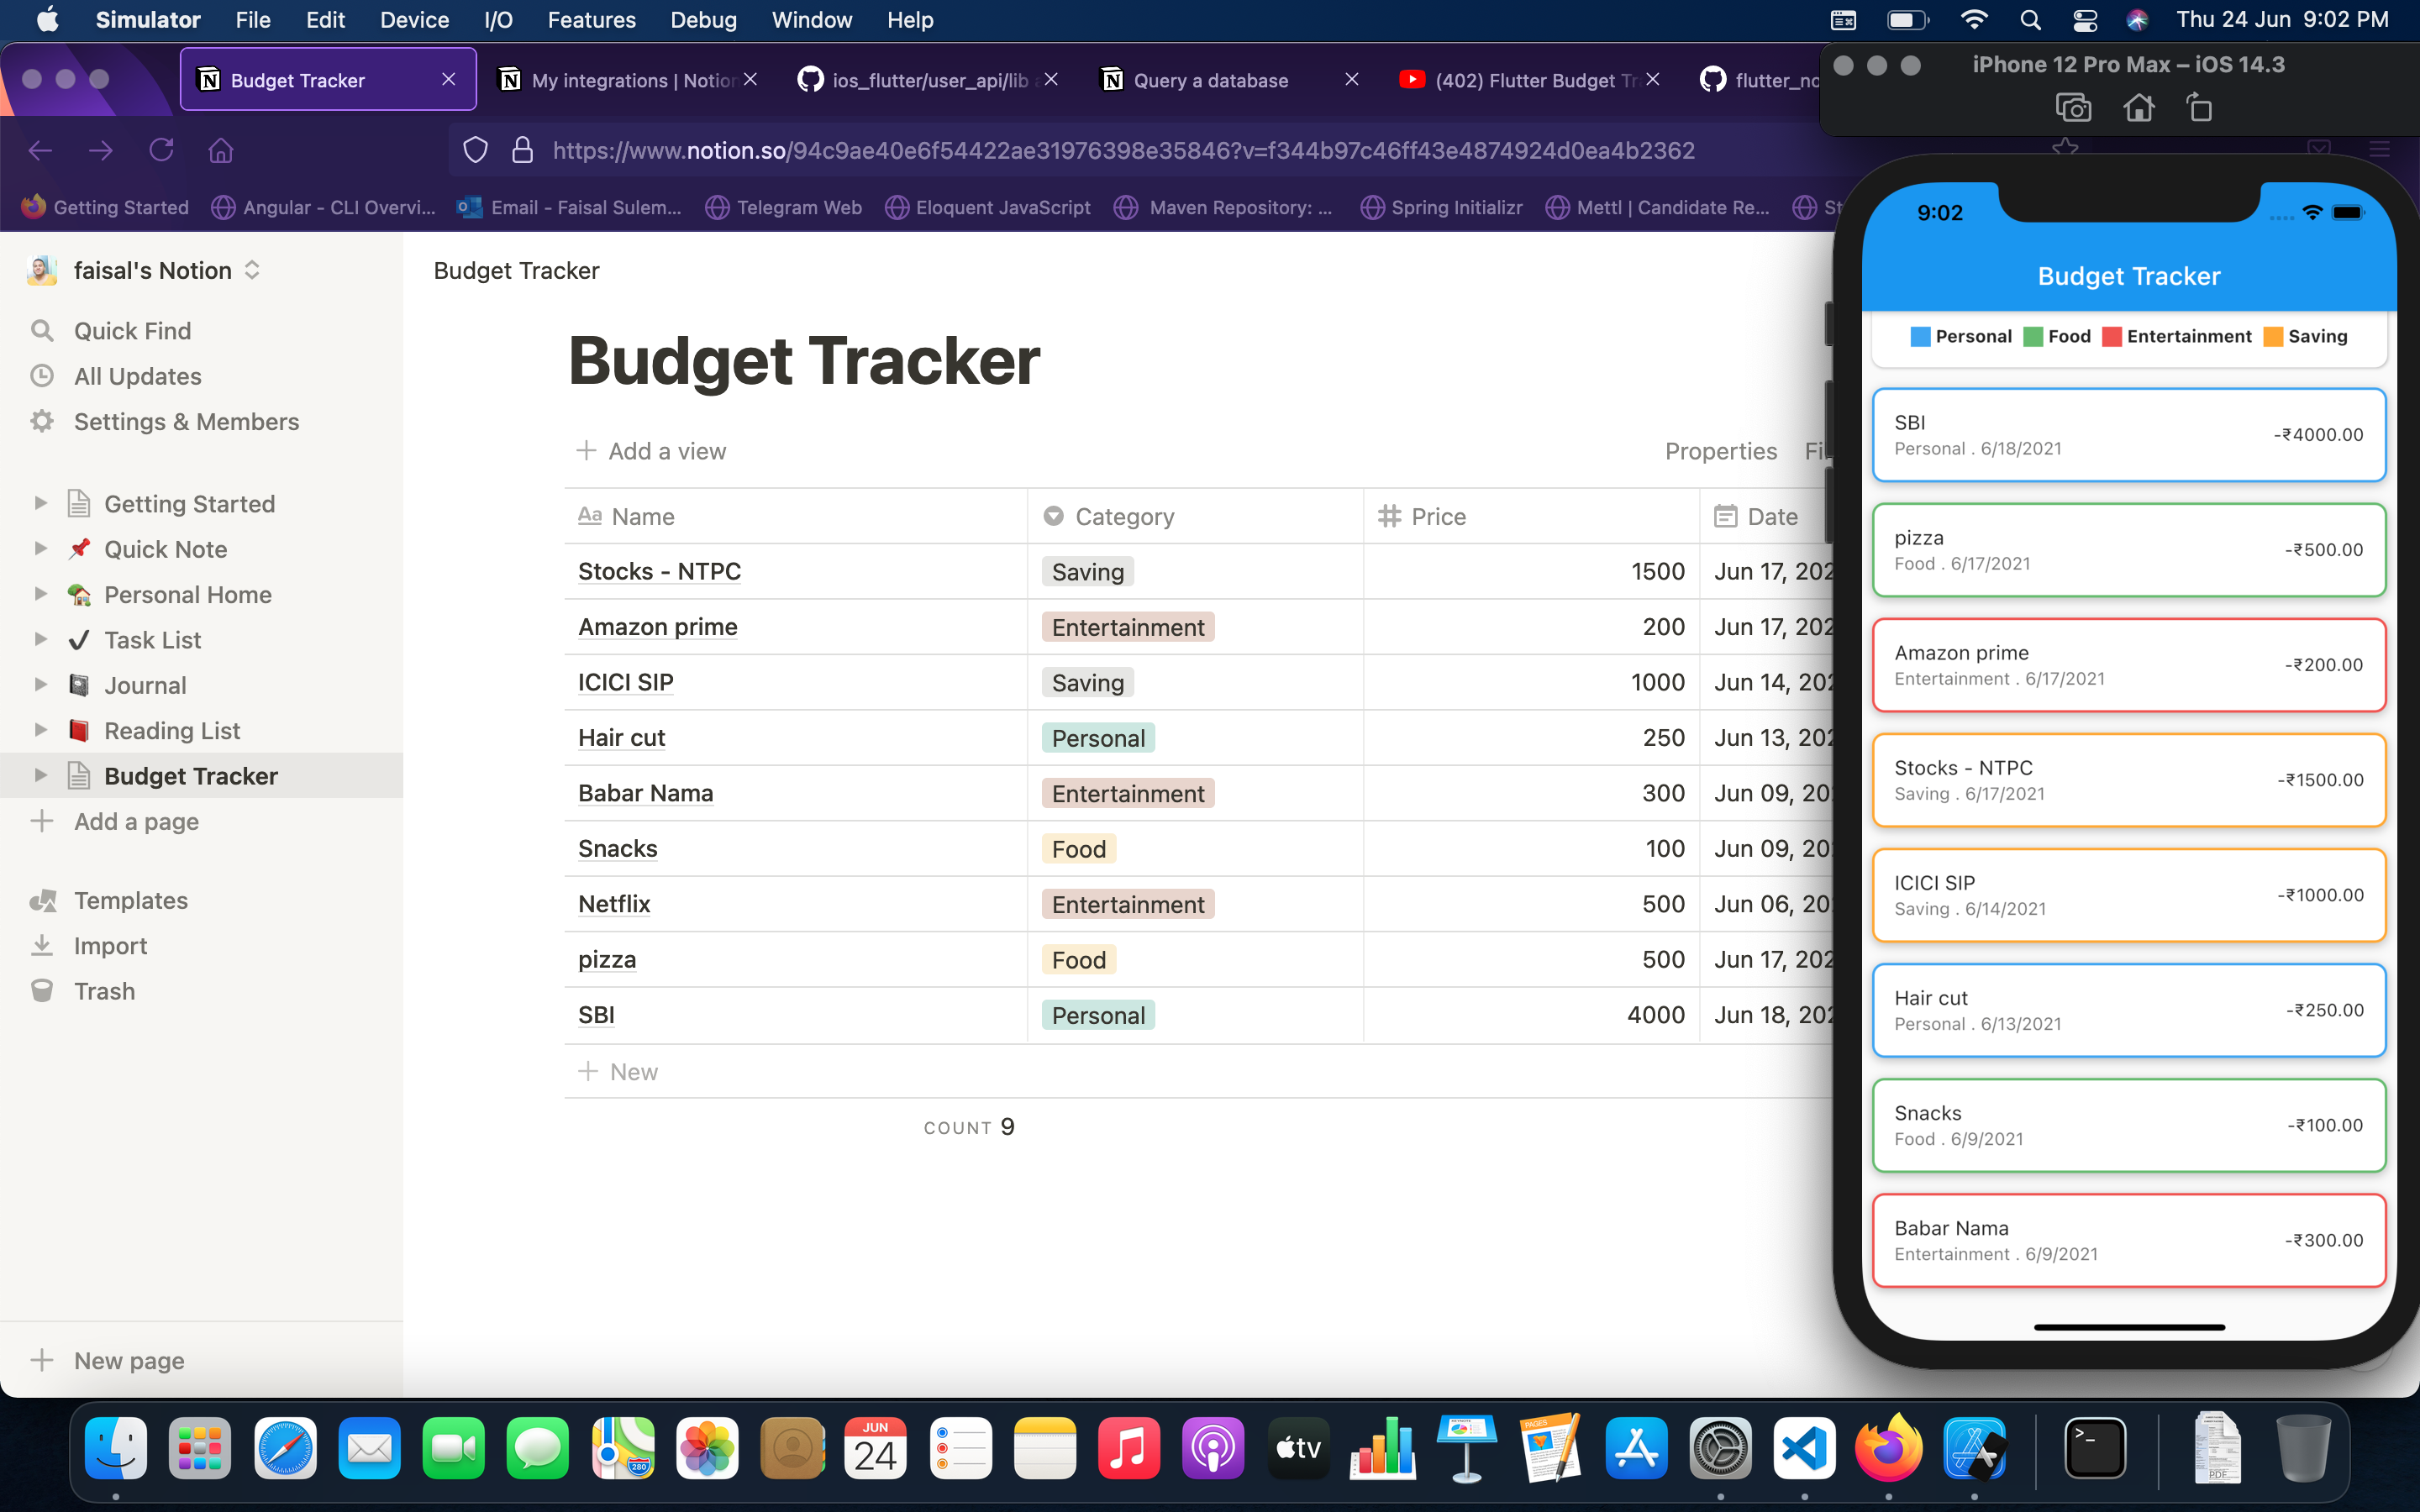 Simulator File Edit Device I/O Features Debug Window Help Thu 24 Jun 9:02 PM
Budget Tracker My integrations | Notion ios_flutter/user_api/lib Query a database (402) Flutter Budget Tr flutter_no
iPhone 12 Pro Max – iOS 14.3
https://www.notion.so/94c9ae40e6f54422ae31976398e35846?v=f344b97c46ff43e4874924d0ea4b2362
Getting Started Angular - CLI Overvi... Email - Faisal Sulem... Telegram Web Eloquent JavaScript Maven Repository: ... Spring Initializr Mettl | Candidate Re... St
faisal's Notion
Quick Find
All Updates
Settings & Members
Getting Started
Quick Note
Personal Home
Task List
Journal
Reading List
Budget Tracker
Add a page
Templates
Import
Trash
New page
Budget Tracker
Budget Tracker
Add a view Properties Fi
Aa Name Category Price Date
Stocks - NTPC Saving 1500 Jun 17, 202
Amazon prime Entertainment 200 Jun 17, 202
ICICI SIP Saving 1000 Jun 14, 202
Hair cut Personal 250 Jun 13, 202
Babar Nama Entertainment 300 Jun 09, 20
Snacks Food 100 Jun 09, 20
Netflix Entertainment 500 Jun 06, 20
pizza Food 500 Jun 17, 202
SBI Personal 4000 Jun 18, 202
New
COUNT 9
9:02
Budget Tracker
Personal Food Entertainment Saving
SBI
Personal . 6/18/2021
-₹4000.00
pizza
Food . 6/17/2021
-₹500.00
Amazon prime
Entertainment . 6/17/2021
-₹200.00
Stocks - NTPC
Saving . 6/17/2021
-₹1500.00
ICICI SIP
Saving . 6/14/2021
-₹1000.00
Hair cut
Personal . 6/13/2021
-₹250.00
Snacks
Food . 6/9/2021
-₹100.00
Babar Nama
Entertainment . 6/9/2021
-₹300.00
JUN
24
280
tv
PAGES
>_
PDF